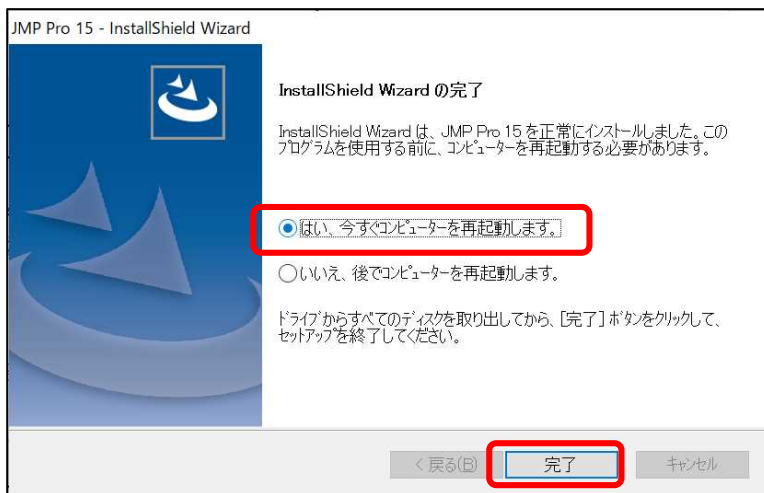 JMP Pro 15 - InstallShield Wizard
InstallShield Wizard の完了
InstallShield Wizard は、JMP Pro 15 を正常にインストールしました。この
プログラムを使用する前に、コンピューターを再起動する必要があります。
はい、今すぐコンピューターを再起動します。
いいえ、後でコンピューターを再起動します。
ドライブからすべてのディスクを取り出してから、[完了] ボタンをクリックして、
セットアップを終了してください。
< 戻る(B) 完了 キャンセル